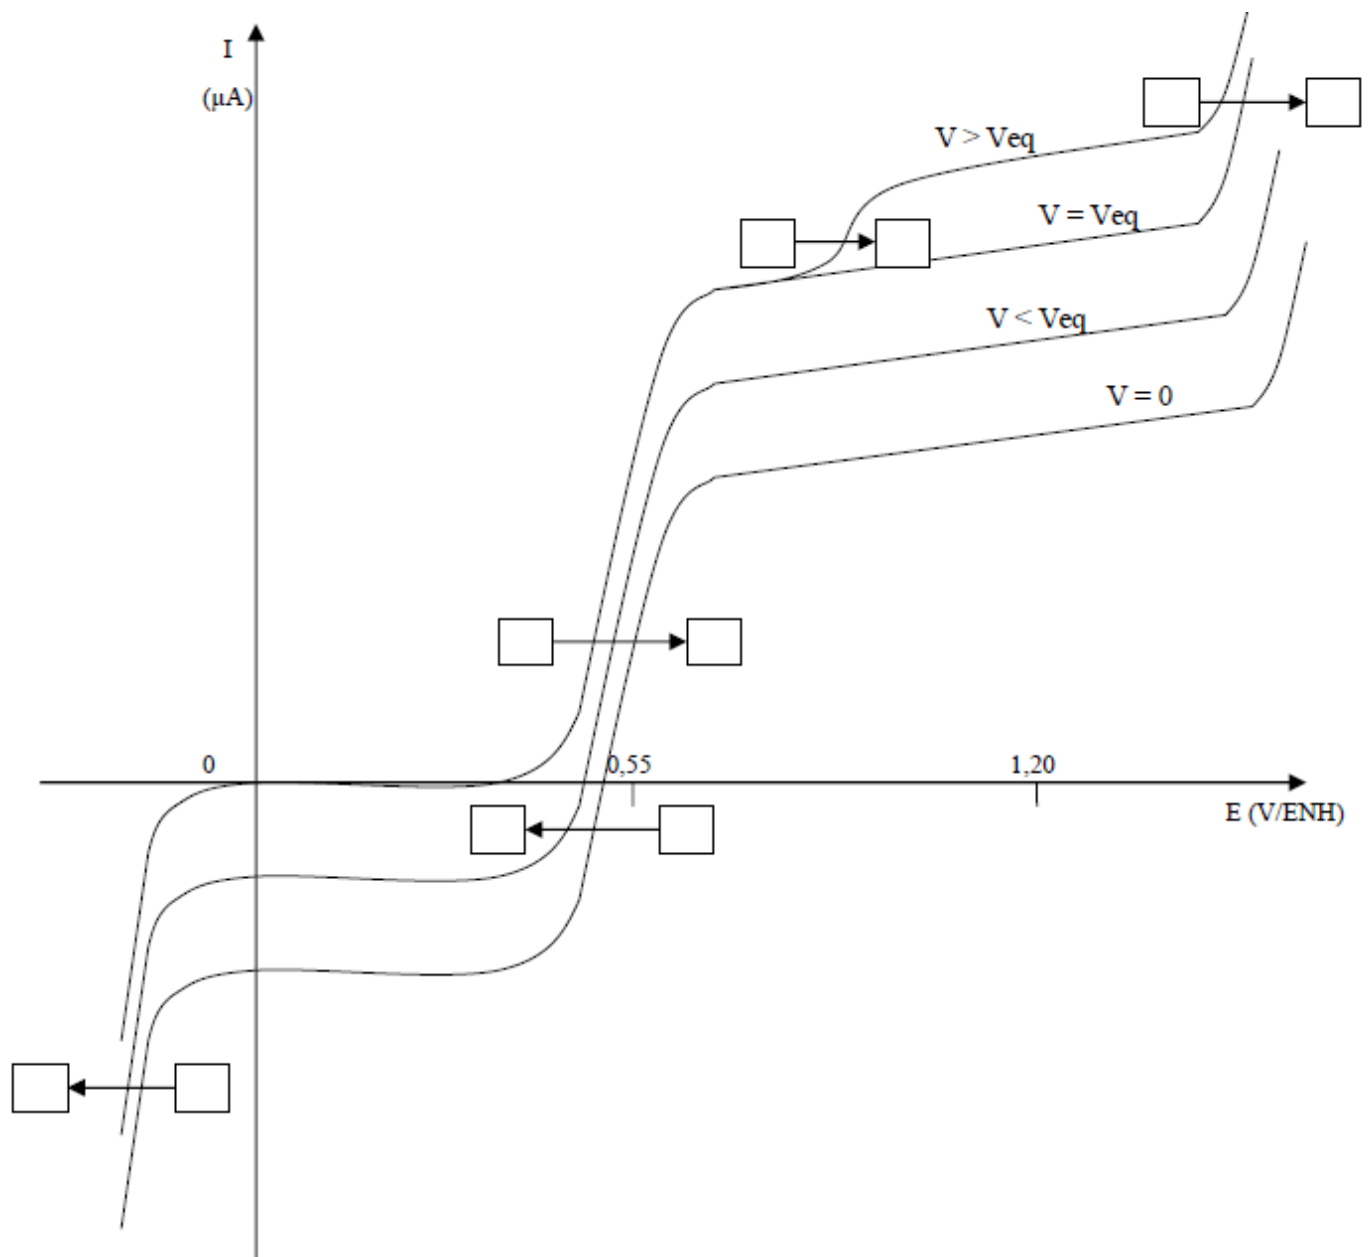 I
(μA)
V > Veq
V = Veq
V < Veq
V = 0
0
0,55
1,20
E (V/ENH)